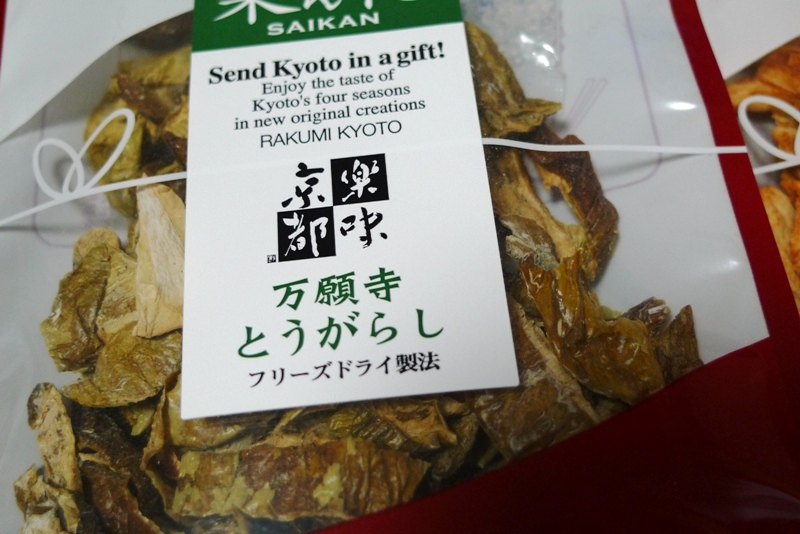 SAIKAN
Send Kyoto in a gift!
Enjoy the taste of
Kyoto's four seasons
in new original creations
RAKUMI KYOTO
京都 楽味
万願寺
とうがらし
フリーズドライ製法